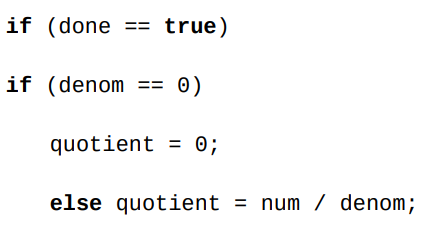 if (done == true)
if (denom == 0)
quotient = 0;
else quotient = num / denom;